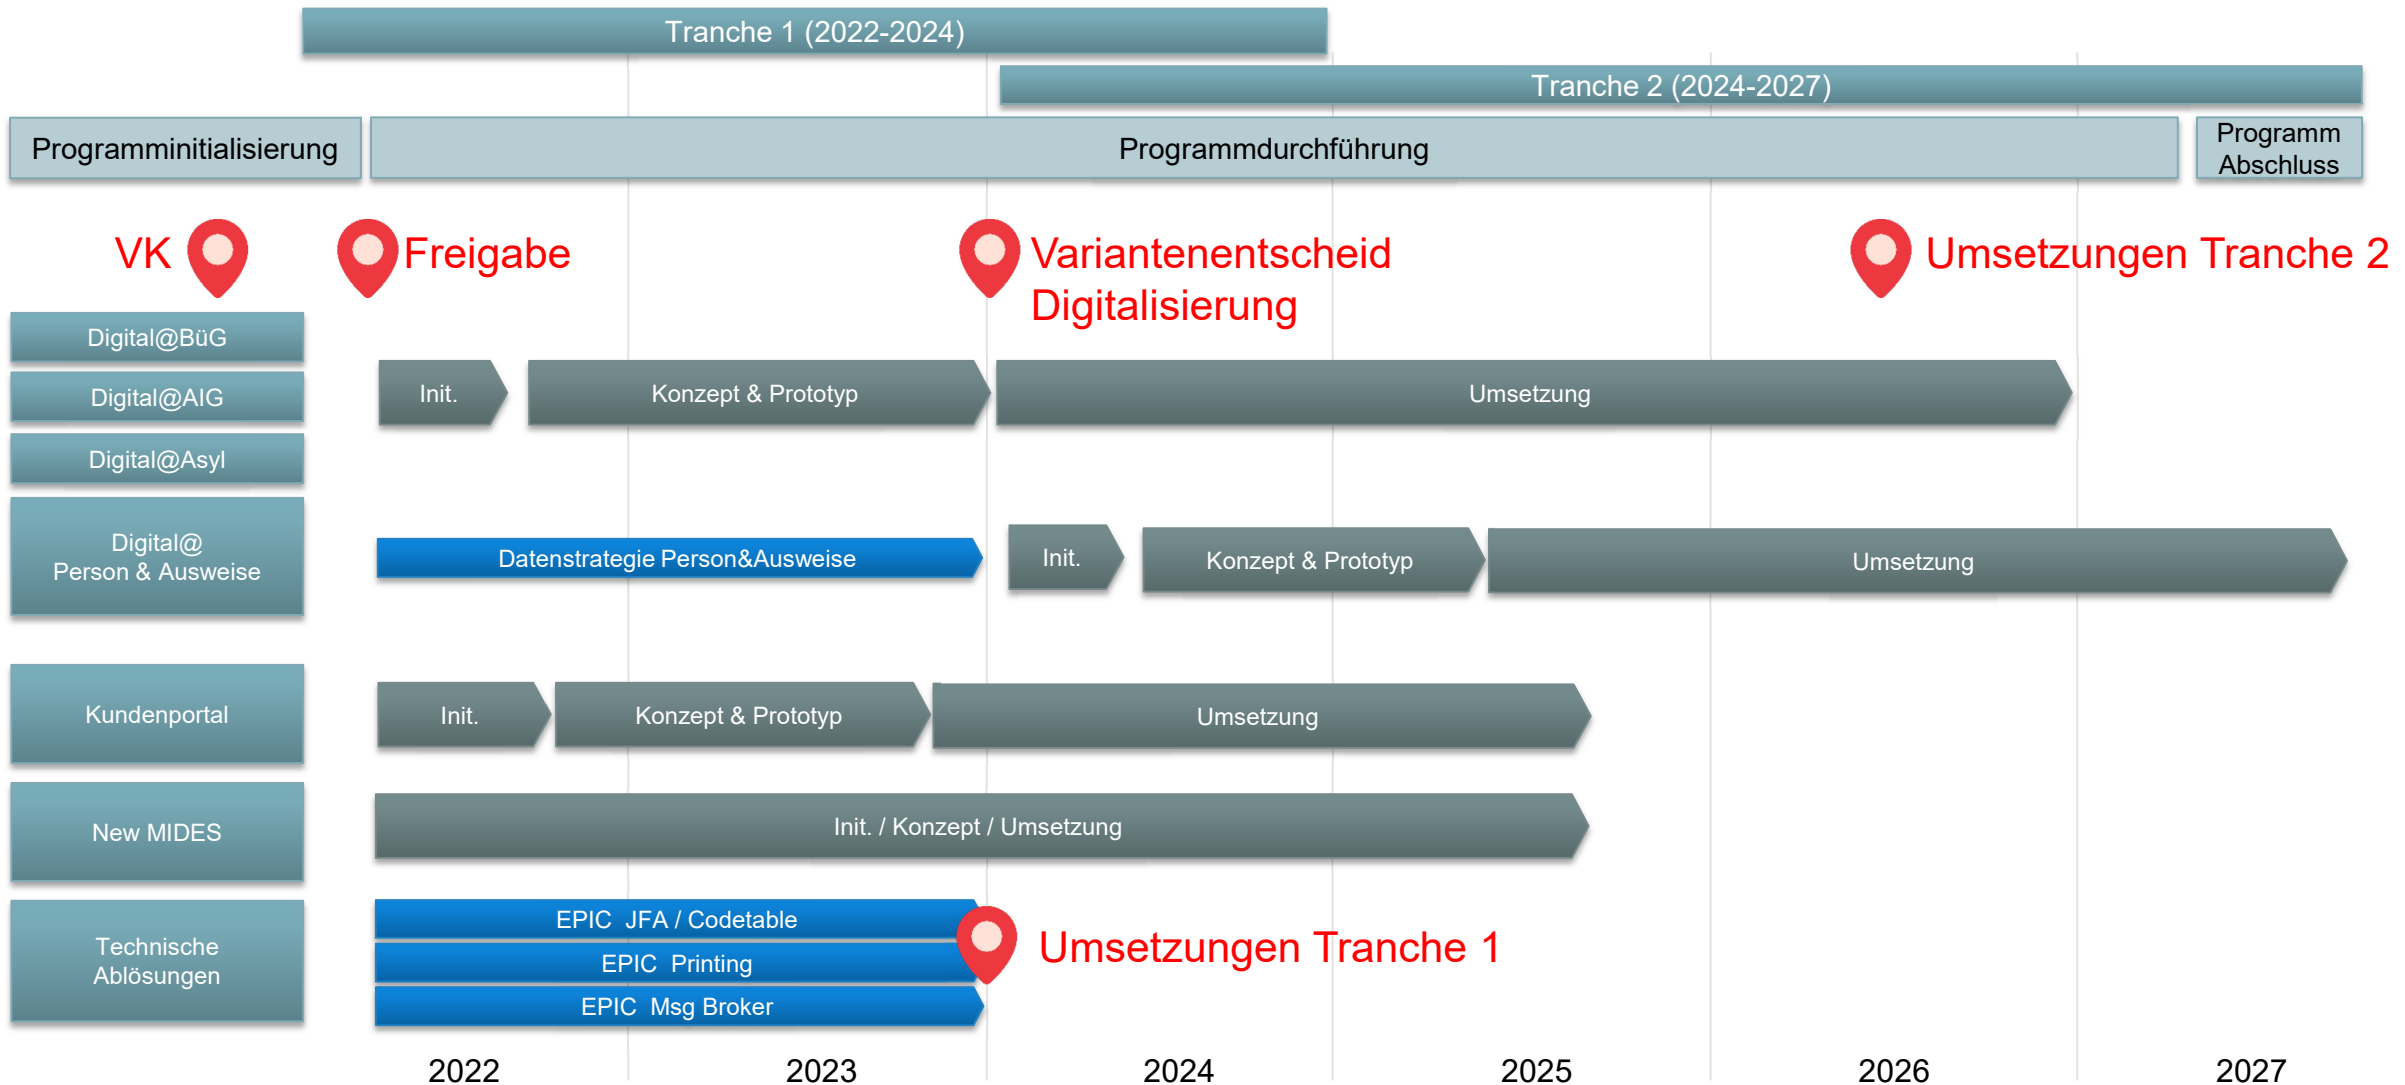 Tranche 1 (2022-2024)
Tranche 2 (2024-2027)
Programminitialisierung
Programmdurchführung
Programm
Abschluss
VK
Freigabe
Variantenentscheid
Digitalisierung
Umsetzungen Tranche 2
Digital@BüG
Digital@AIG
Digital@Asyl
Init.
Konzept & Prototyp
Umsetzung
Digital@
Person & Ausweise
Datenstrategie Person&Ausweise
Init.
Konzept & Prototyp
Umsetzung
Kundenportal
Init.
Konzept & Prototyp
Umsetzung
New MIDES
Init. / Konzept / Umsetzung
Technische
Ablösungen
EPIC  JFA / Codetable
EPIC  Printing
EPIC  Msg Broker
Umsetzungen Tranche 1
2022
2023
2024
2025
2026
2027